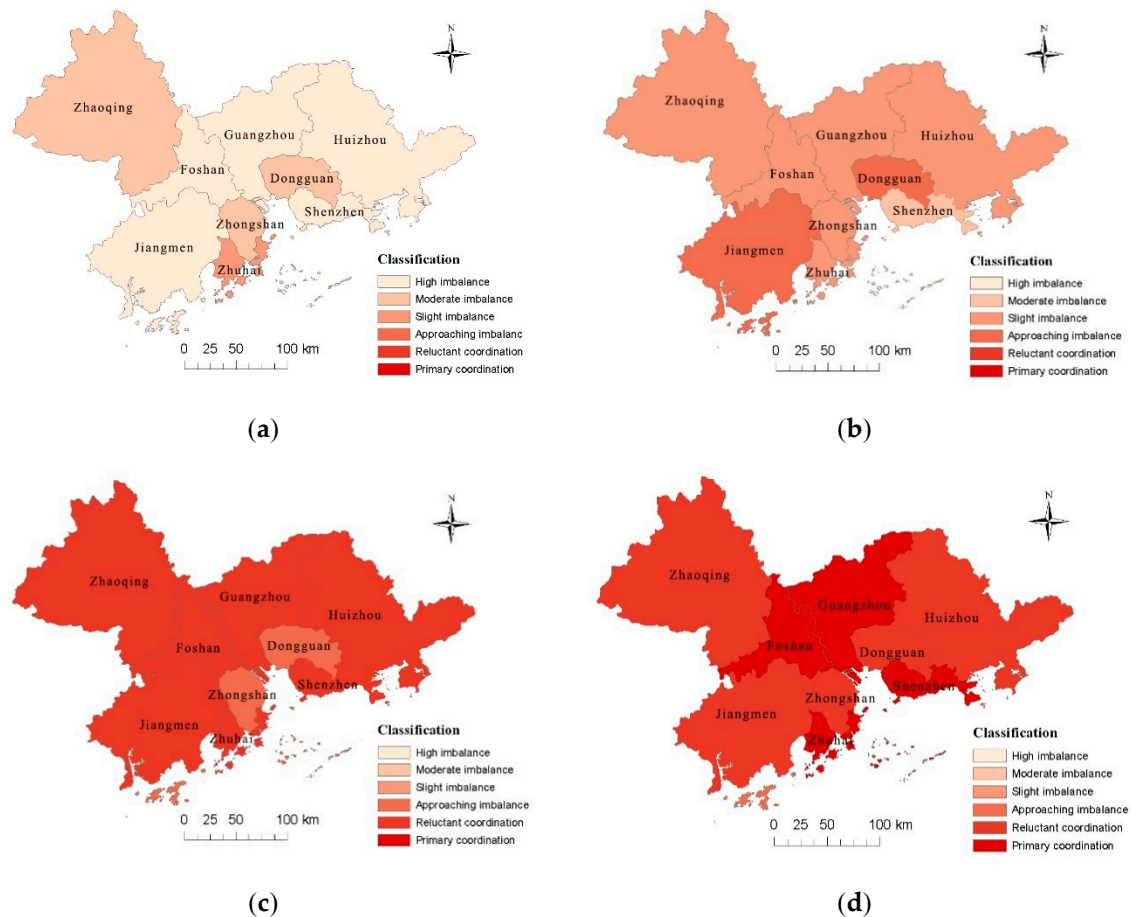 N
Zhaoqing
Guangzhou
Huizhou
Foshan
Dongguan
Shenzhen
Zhongshan
Jiangmen
Zhuhai
Classification
High imbalance
Moderate imbalance
Slight imbalance
Approaching imbalanc
Reluctant coordination
Primary coordination
0 25 50 100 km
(a)
N
Zhaoqing
Guangzhou
Huizhou
Foshan
Dongguan
Shenzhen
Zhongshan
Jiangmen
Zhuhai
Classification
High imbalance
Moderate imbalance
Slight imbalance
Approaching imbalance
Reluctant coordination
Primary coordination
0 25 50 100 km
(b)
N
Zhaoqing
Guangzhou
Huizhou
Foshan
Dongguan
Shenzhen
Zhongshan
Jiangmen
Zhuhai
Classification
High imbalance
Moderate imbalance
Slight imbalance
Approaching imbalance
Reluctant coordination
Primary coordination
0 25 50 100 km
(c)
N
Zhaoqing
Guangzhou
Huizhou
Foshan
Dongguan
Shenzhen
Zhongshan
Jiangmen
Zhuhai
Classification
High imbalance
Moderate imbalance
Slight imbalance
Approaching imbalance
Reluctant coordination
Primary coordination
0 25 50 100 km
(d)